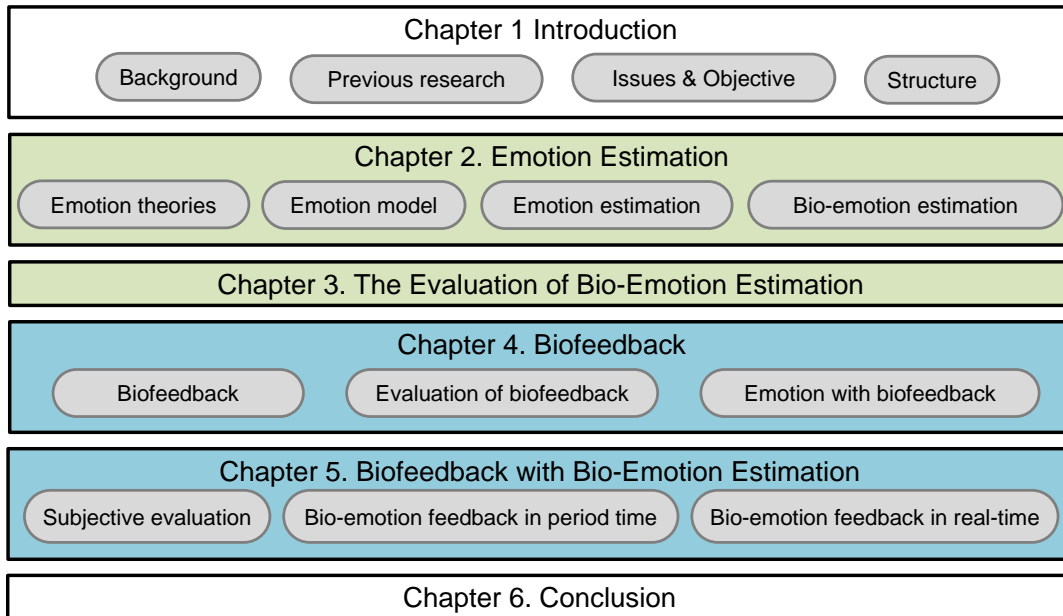 Chapter 1 Introduction
Background
Previous research
Issues & Objective
Structure
Chapter 2. Emotion Estimation
Emotion theories
Emotion model
Emotion estimation
Bio-emotion estimation
Chapter 3. The Evaluation of Bio-Emotion Estimation
Chapter 4. Biofeedback
Biofeedback
Evaluation of biofeedback
Emotion with biofeedback
Chapter 5. Biofeedback with Bio-Emotion Estimation
Subjective evaluation
Bio-emotion feedback in period time
Bio-emotion feedback in real-time
Chapter 6. Conclusion